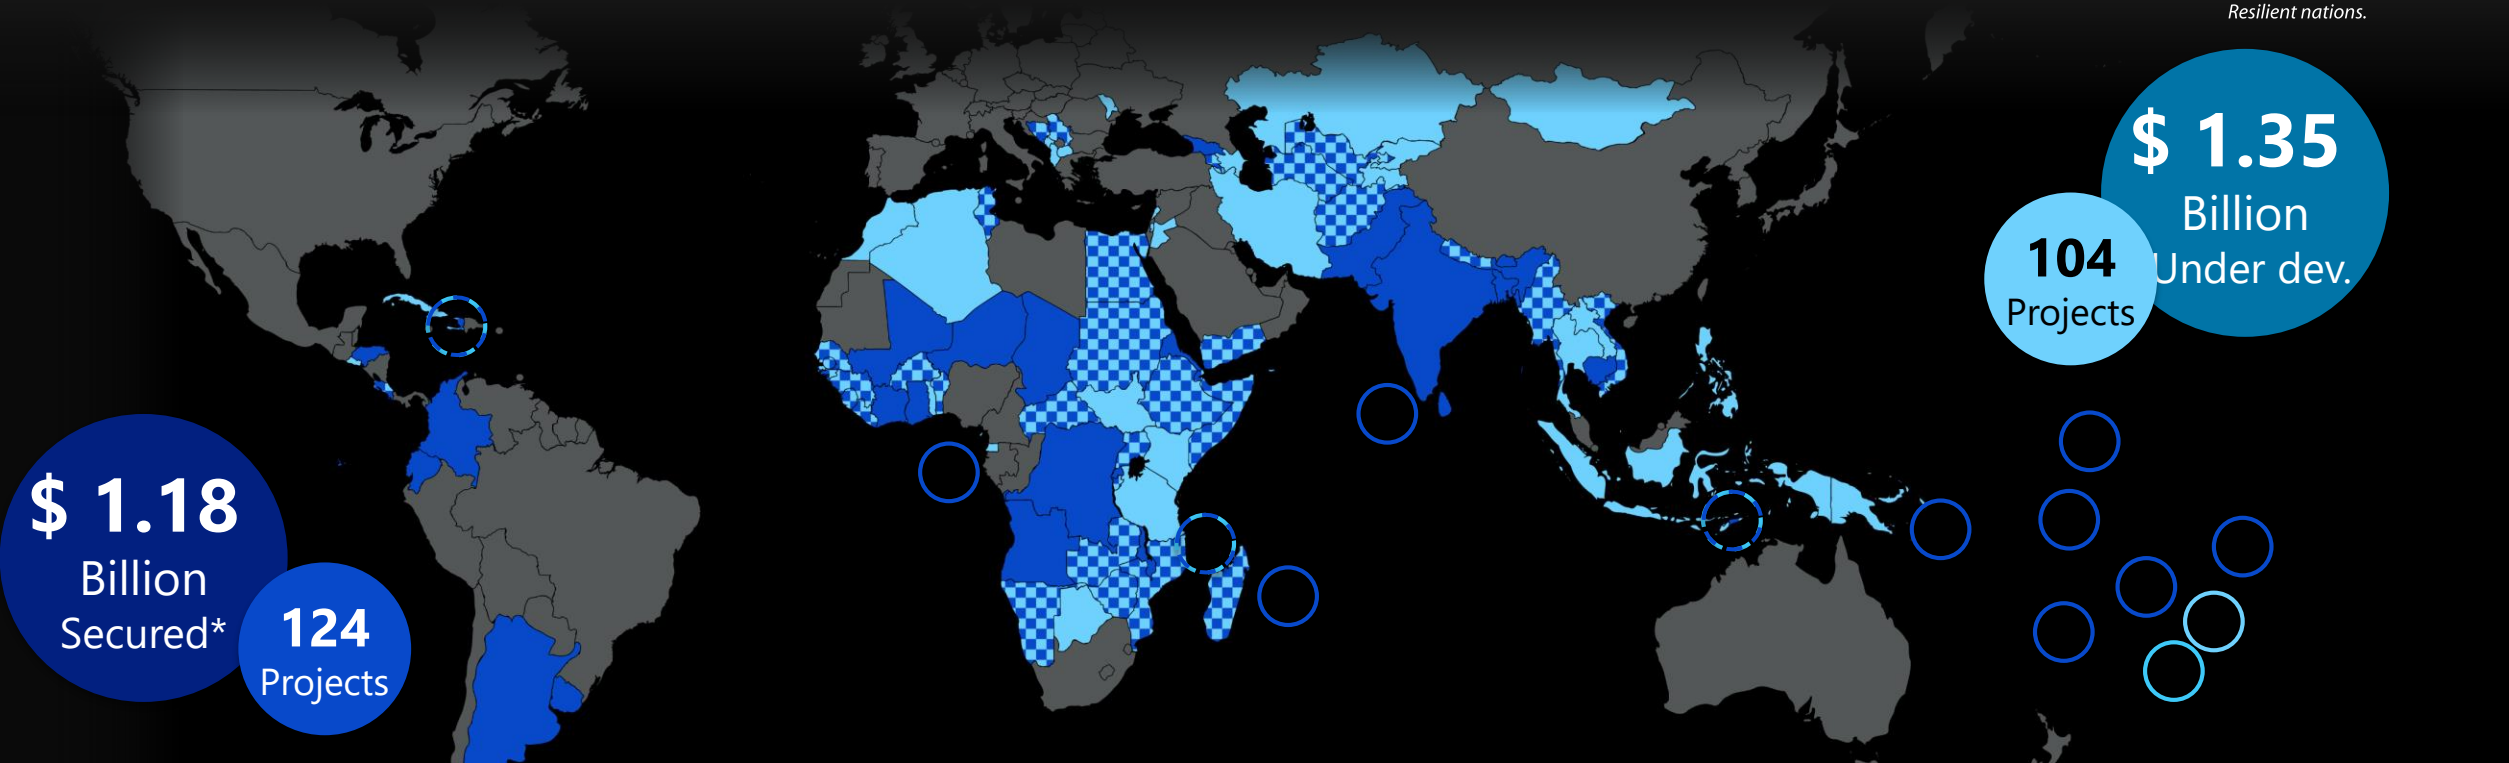 Resilient nations.
$ 1.35
Billion
Under dev.
104
Projects
$ 1.18
Billion
Secured*
124
Projects